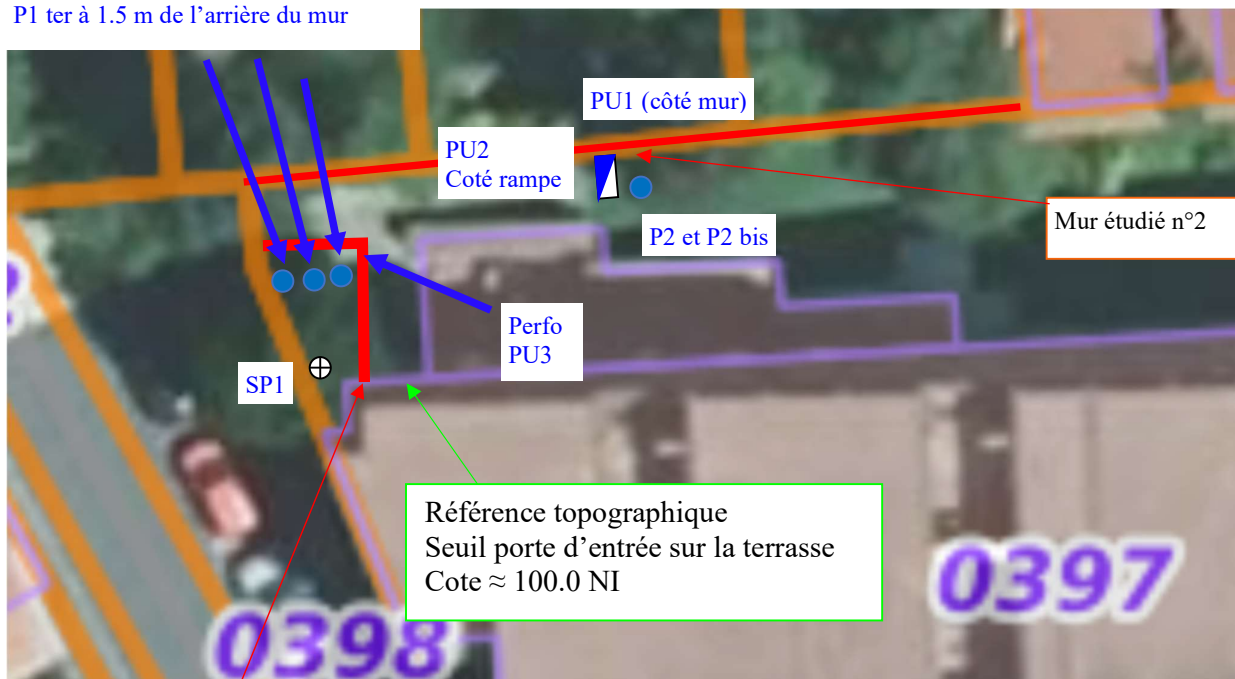 P1 ter à 1.5 m de l’arrière du mur
PU1 (côté mur)
PU2
Coté rampe
Mur étudié n°2
P2 et P2 bis
Perfo
PU3
SP1
Référence topographique
Seuil porte d’entrée sur la terrasse
Cote ≈ 100.0 NI
0397
0398